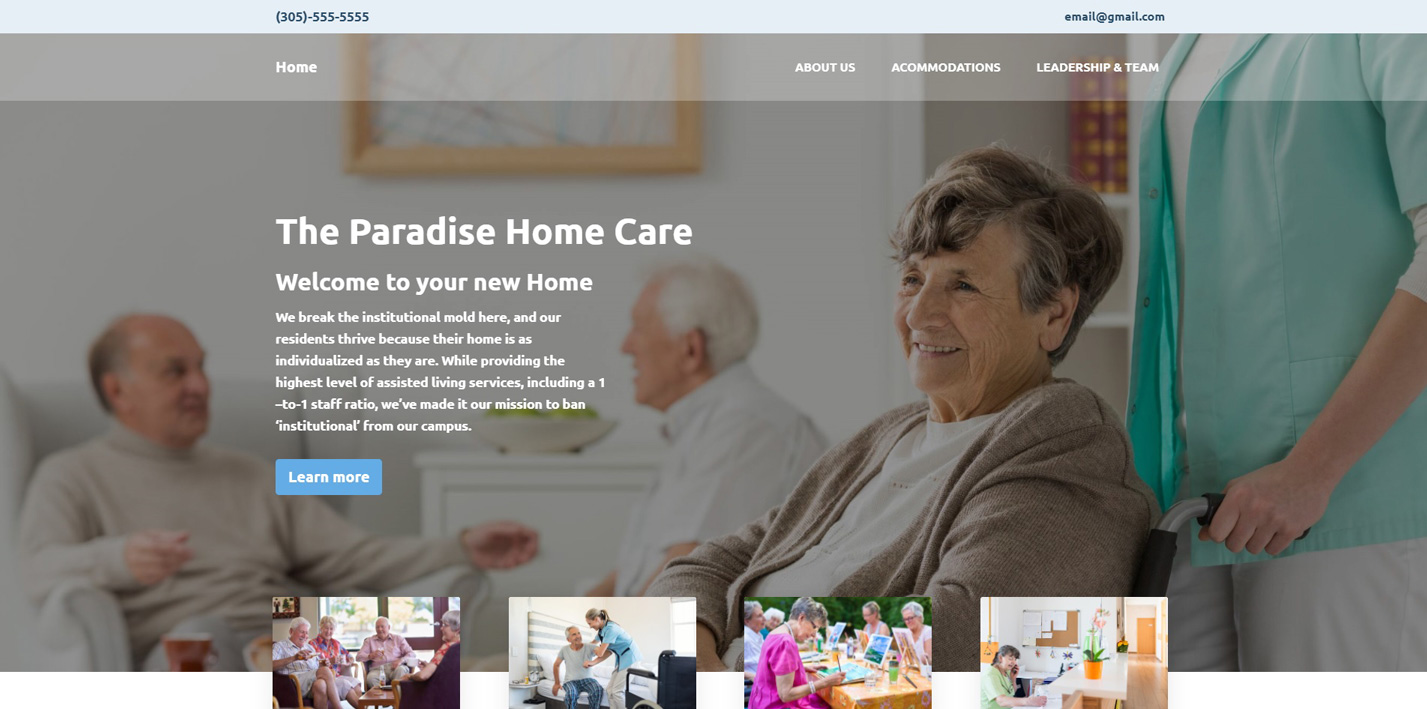 (305)-555-5555 email@gmail.com
Home ABOUT US ACOMMODATIONS LEADERSHIP & TEAM
The Paradise Home Care
Welcome to your new Home
We break the institutional mold here, and our
residents thrive because their home is as
individualized as they are. While providing the
highest level of assisted living services, including a 1
–to-1 staff ratio, we’ve made it our mission to ban
‘institutional’ from our campus.
Learn more